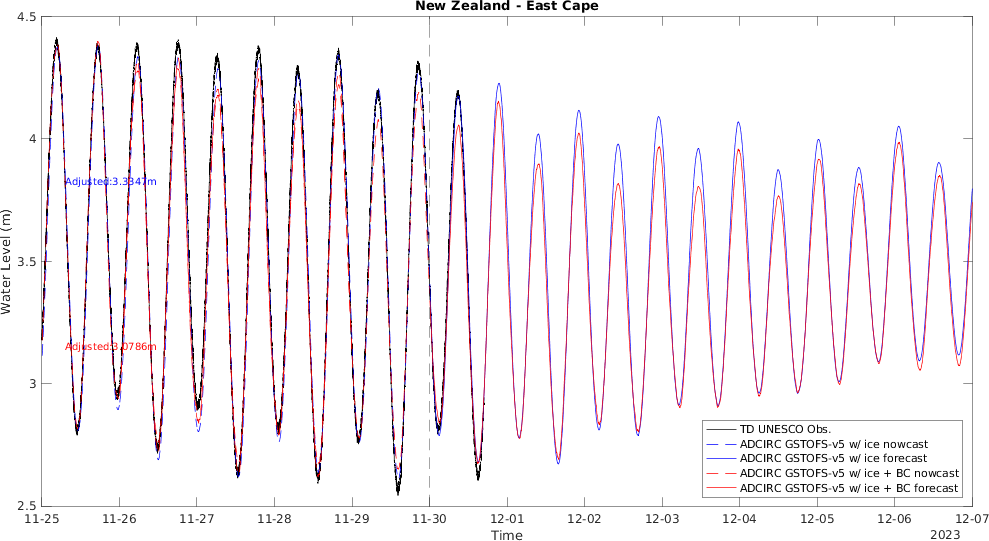 New Zealand - East Cape
4.5
4
3.5
3
2.5
Water Level (m)
Adjusted:3.3347m
Adjusted:3.0786m
TD UNESCO Obs.
ADCIRC GSTOFS-v5 w/ ice nowcast
ADCIRC GSTOFS-v5 w/ ice forecast
ADCIRC GSTOFS-v5 w/ ice + BC nowcast
ADCIRC GSTOFS-v5 w/ ice + BC forecast
11-25 11-26 11-27 11-28 11-29 11-30 12-01 12-02 12-03 12-04 12-05 12-06 12-07
Time
2023